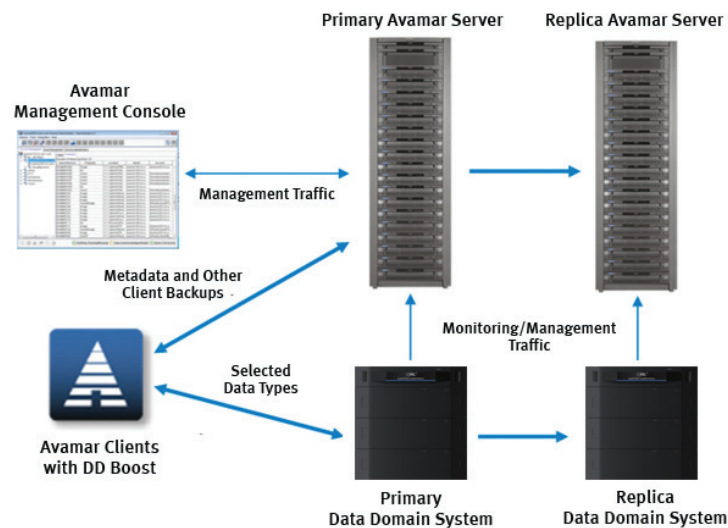 Primary Avamar Server
Replica Avamar Server
Avamar
Management Console
Management Traffic
Metadata and Other
Client Backups
Monitoring/Management
Traffic
Selected
Data Types
Avamar Clients
with DD Boost
Primary
Data Domain System
Replica
Data Domain System